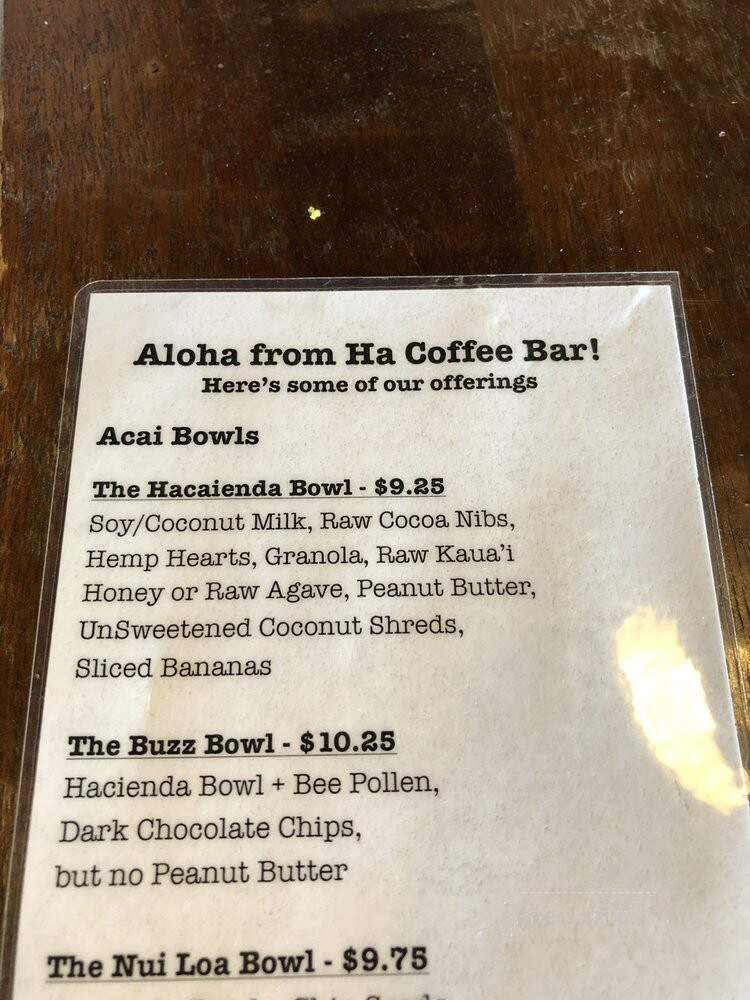 Aloha from Ha Coffee Bar!
Here's some of our offerings
Acai Bowls
The Hacaienda Bowl - $9.25
Soy/Coconut Milk, Raw Cocoa Nibs,
Hemp Hearts, Granola, Raw Kaua'i
Honey or Raw Agave, Peanut Butter,
UnSweetened Coconut Shreds,
Sliced Bananas
The Buzz Bowl - $10.25
Hacienda Bowl + Bee Pollen,
Dark Chocolate Chips,
but no Peanut Butter
The Nui Loa Bowl - $9.75